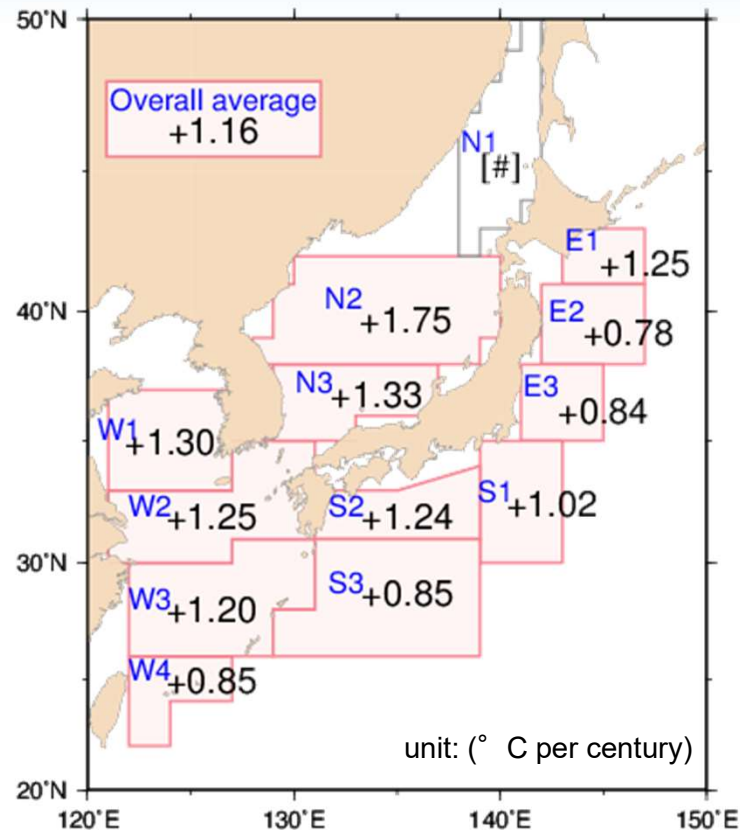 50°N
Overall average
+1.16
N1
[#]
E1
+1.25
N2
+1.75
40°N
E2
+0.78
N3
+1.33
E3
+0.84
W1
+1.30
W2
+1.25
S2
+1.24
S1
+1.02
30°N
W3
+1.20
S3
+0.85
W4
+0.85
unit: (° C per century)
20°N
120°E
130°E
140°E
150°E